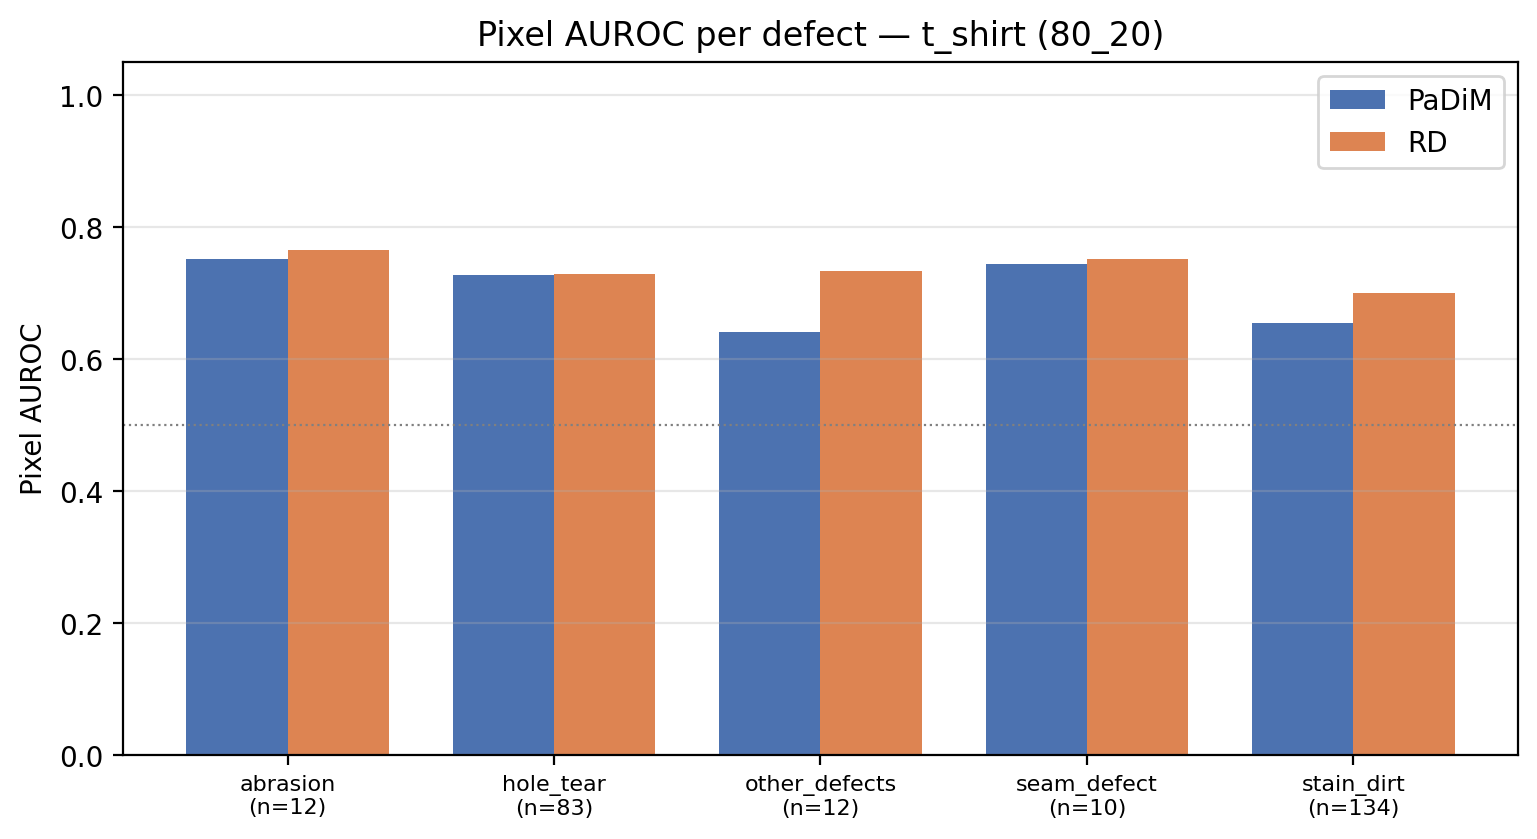 Pixel AUROC per defect — t_shirt (80_20)
PaDiM
RD
Pixel AUROC
1.0
0.8
0.6
0.4
0.2
0.0
abrasion
(n=12)
hole_tear
(n=83)
other_defects
(n=12)
seam_defect
(n=10)
stain_dirt
(n=134)